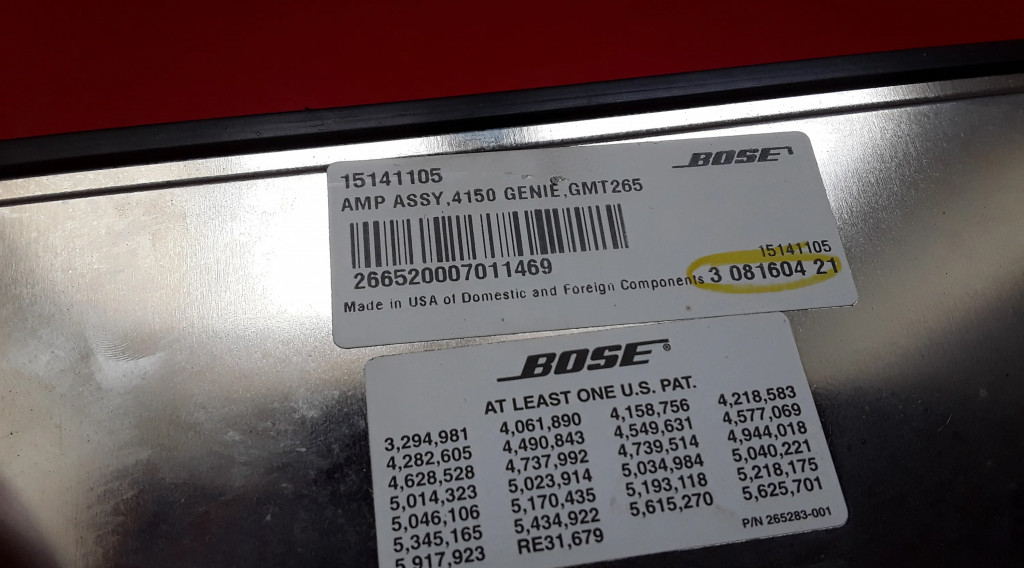 15141105
BOSE
AMP ASSY,4150 GENIE,GMT265
266520007011469
15141105
Made in USA of Domestic and Foreign Components 3 081604 21
BOSE®
AT LEAST ONE U.S. PAT.
3,294,981 4,061,890 4,158,756 4,218,583
4,282,605 4,490,843 4,549,631 4,577,069
4,628,528 4,737,992 4,739,514 4,944,018
5,014,323 5,023,914 5,034,984 5,040,221
5,046,106 5,170,435 5,193,118 5,218,175
5,345,165 5,434,922 5,615,270 5,625,701
5,917,923 RE31,679
P/N 265283-001